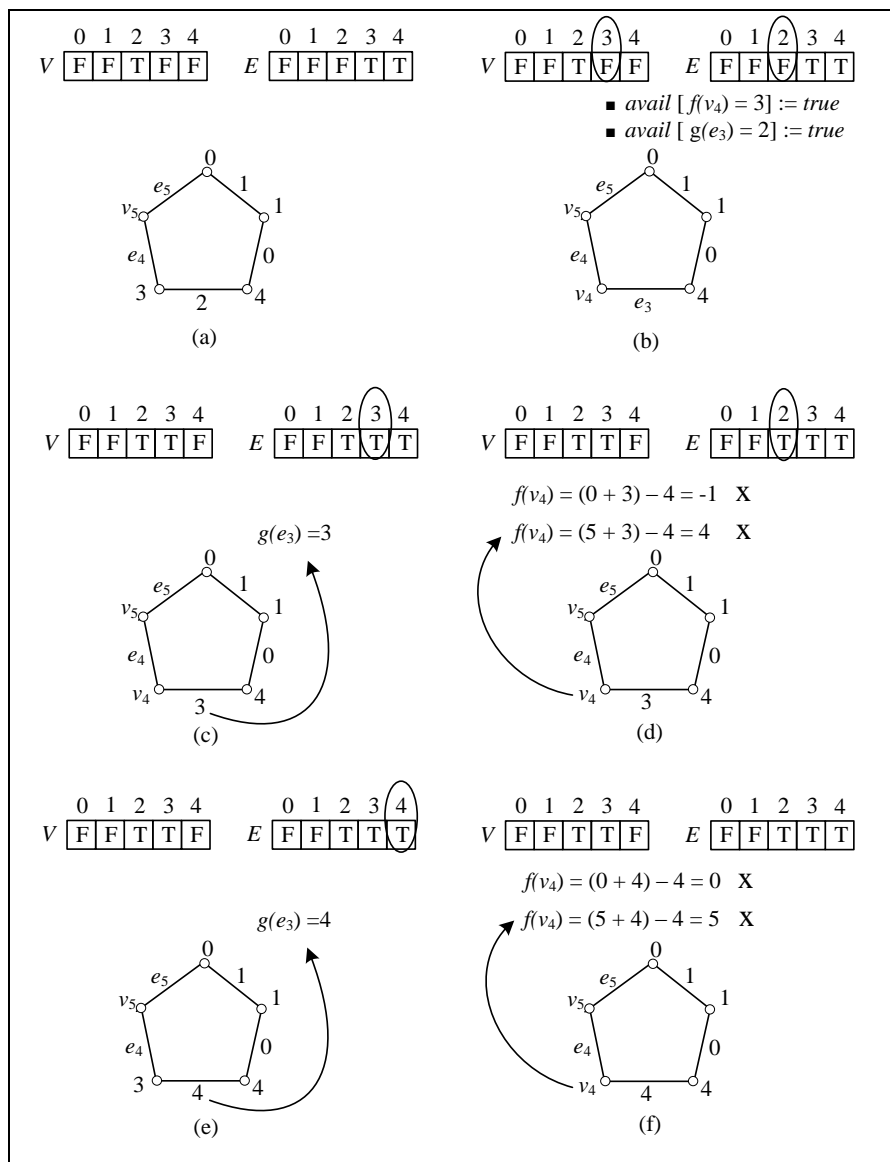 0 1 2 3 4
V F F T F F
0 1 2 3 4
E F F F T T
0
e5
1
v5
1
e4
0
3
2
4
(a)
0 1 2 3 4
V F F T F F
0 1 2 3 4
E F F F T T
▪ avail [ f(v4) = 3] := true
▪ avail [ g(e3) = 2] := true
0
e5
1
v5
1
e4
0
v4
e3
4
(b)
0 1 2 3 4
V F F T T F
0 1 2 3 4
E F F T T T
g(e3) =3
0
e5
1
v5
1
e4
0
v4
3
4
(c)
0 1 2 3 4
V F F T T F
0 1 2 3 4
E F F T T T
f(v4) = (0 + 3) – 4 = -1 X
f(v4) = (5 + 3) – 4 = 4 X
0
e5
1
v5
1
e4
0
v4
3
4
(d)
0 1 2 3 4
V F F T T F
0 1 2 3 4
E F F T T T
g(e3) =4
0
e5
1
v5
1
e4
0
3
4
4
(e)
0 1 2 3 4
V F F T T F
0 1 2 3 4
E F F T T T
f(v4) = (0 + 4) – 4 = 0 X
f(v4) = (5 + 4) – 4 = 5 X
0
e5
1
v5
1
e4
0
v4
4
4
(f)